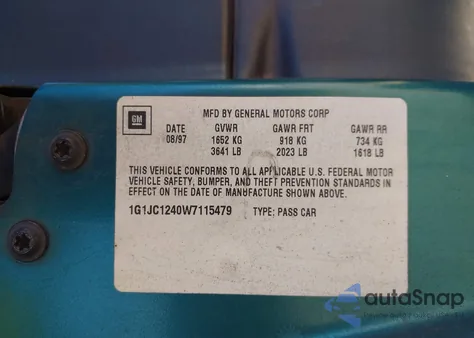 GM
MFD BY GENERAL MOTORS CORP
DATE GVWR GAWR FRT GAWR RR
08/97 1652 KG 918 KG 734 KG
3641 LB 2023 LB 1618 LB
THIS VEHICLE CONFORMS TO ALL APPLICABLE U.S. FEDERAL MOTOR
VEHICLE SAFETY, BUMPER, AND THEFT PREVENTION STANDARDS IN
EFFECT ON THE DATE OF MANUFACTURE SHOWN ABOVE.
1G1JC1240W7115479 TYPE: PASS CAR
autaSnap